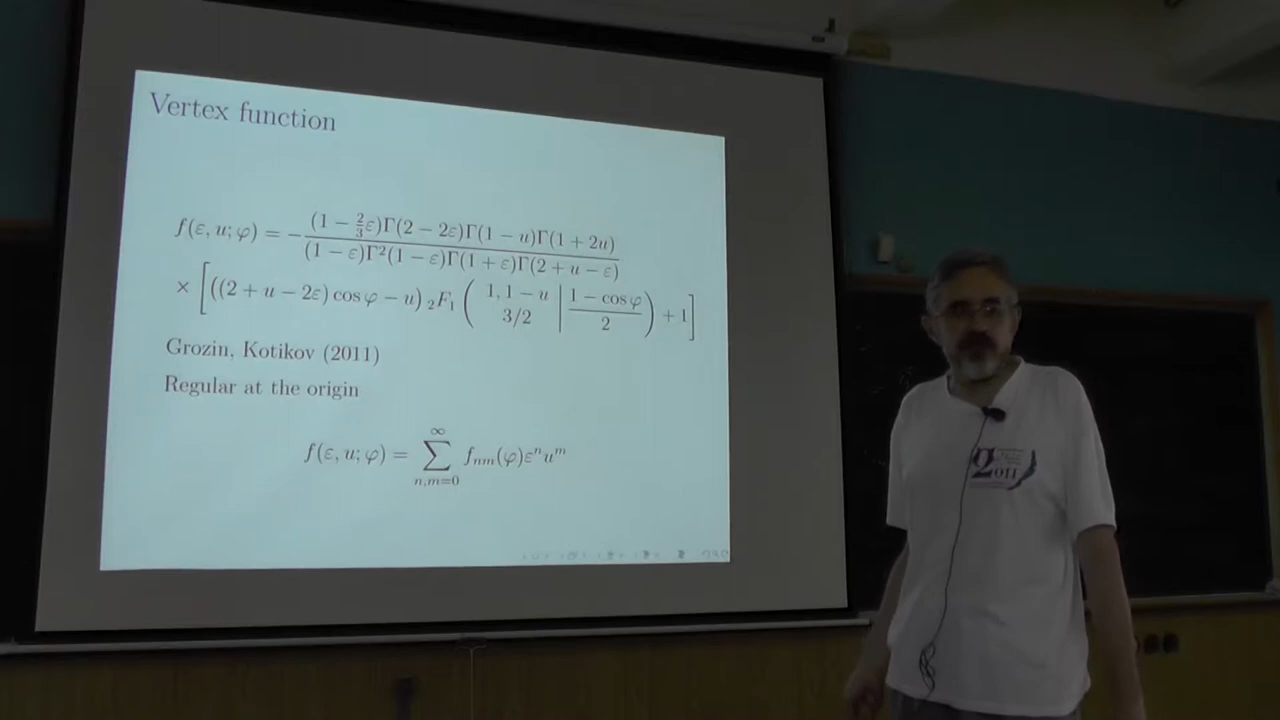 Vertex function
f(ε, u; φ) = − (1 − 2/3 ε)Γ(2 − 2ε)Γ(1 − u)Γ(1 + 2u) / (1 − ε)Γ²(1 − ε)Γ(1 + ε)Γ(2 + u − ε)
× [((2 + u − 2ε) cos φ − u) ₂F₁ ( 1, 1 − u 3/2 | 1 − cos φ / 2 ) + 1]
Grozin, Kotikov (2011)
Regular at the origin
f(ε, u; φ) = ∑_{n,m=0}^{∞} f_{nm}(φ)ε^n u^m
2011